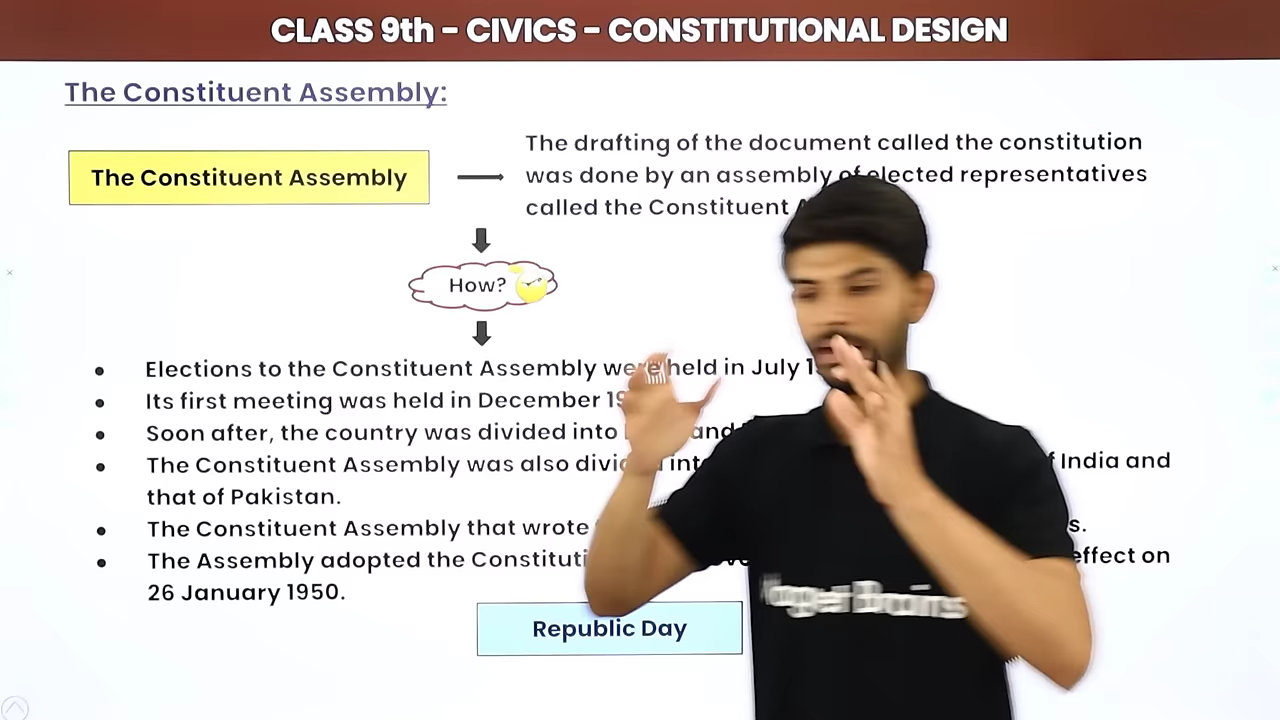 CLASS 9th - CIVICS - CONSTITUTIONAL DESIGN
The Constituent Assembly:
The Constituent Assembly
The drafting of the document called the constitution
was done by an assembly of elected representatives
called the Constituent
How?
Elections to the Constituent Assembly were held in July
Its first meeting was held in December
Soon after, the country was divided into and
The Constituent Assembly was also India and
that of Pakistan.
The Constituent Assembly that wrote
The Assembly adopted the effect on
26 January 1950.
Republic Day